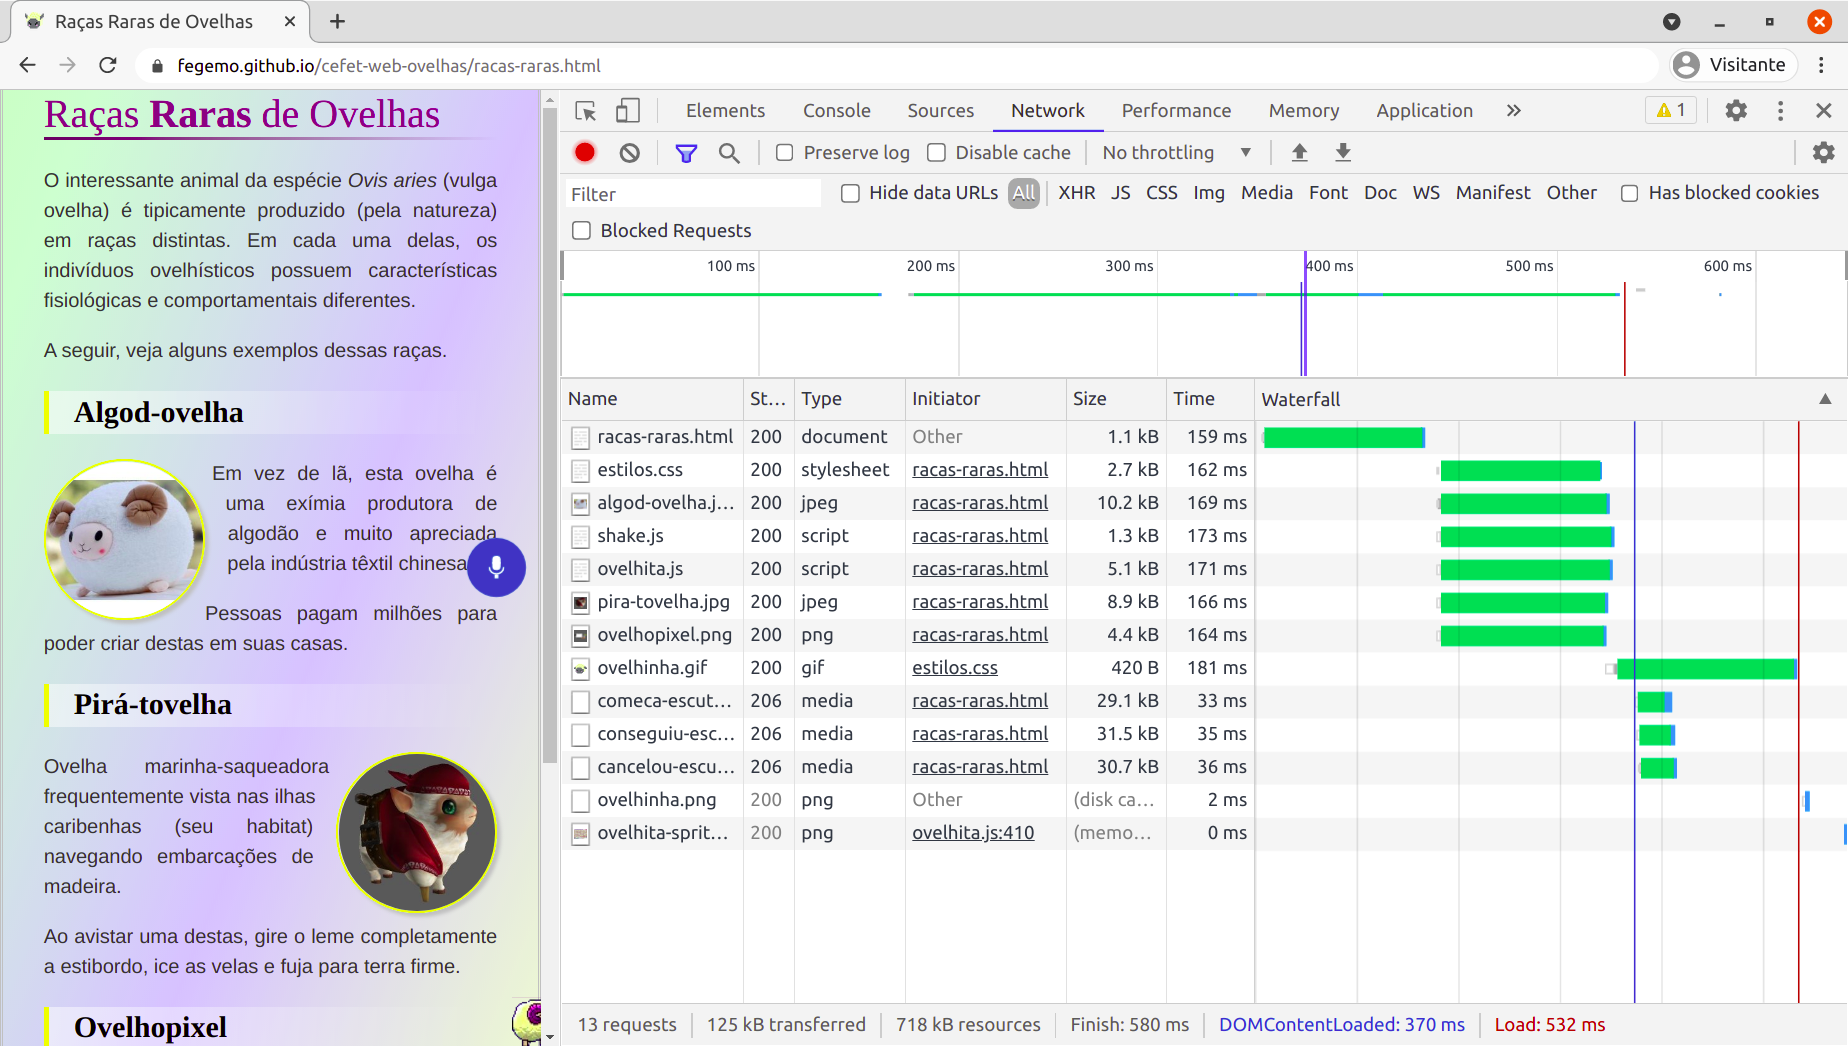 Raças Raras de Ovelhas
fegemo.github.io/cefet-web-ovelhas/racas-raras.html
Visitante
Raças Raras de Ovelhas
O interessante animal da espécie Ovis aries (vulga
ovelha) é tipicamente produzido (pela natureza)
em raças distintas. Em cada uma delas, os
indivíduos ovelhísticos possuem características
fisiológicas e comportamentais diferentes.
A seguir, veja alguns exemplos dessas raças.
Algod-ovelha
Em vez de lã, esta ovelha é
uma exímia produtora de
algodão e muito apreciada
pela indústria têxtil chinesa
Pessoas pagam milhões para
poder criar destas em suas casas.
Pirá-tovelha
Ovelha marinha-saqueadora
frequentemente vista nas ilhas
caribenhas (seu habitat)
navegando embarcações de
madeira.
Ao avistar uma destas, gire o leme completamente
a estibordo, ice as velas e fuja para terra firme.
Ovelhopixel
Elements Console Sources Network Performance Memory Application » 1
Preserve log Disable cache No throttling
Filter Hide data URLs All XHR JS CSS Img Media Font Doc WS Manifest Other Has blocked cookies
Blocked Requests
100 ms 200 ms 300 ms 400 ms 500 ms 600 ms
Name St... Type Initiator Size Time Waterfall
racas-raras.html 200 document Other 1.1 kB 159 ms
estilos.css 200 stylesheet racas-raras.html 2.7 kB 162 ms
algod-ovelha.j... 200 jpeg racas-raras.html 10.2 kB 169 ms
shake.js 200 script racas-raras.html 1.3 kB 173 ms
ovelhita.js 200 script racas-raras.html 5.1 kB 171 ms
pira-tovelha.jpg 200 jpeg racas-raras.html 8.9 kB 166 ms
ovelhopixel.png 200 png racas-raras.html 4.4 kB 164 ms
ovelhinha.gif 200 gif estilos.css 420 B 181 ms
comeca-escut... 206 media racas-raras.html 29.1 kB 33 ms
conseguiu-esc... 206 media racas-raras.html 31.5 kB 35 ms
cancelou-escu... 206 media racas-raras.html 30.7 kB 36 ms
ovelhinha.png 200 png Other (disk ca... 2 ms
ovelhita-sprit... 200 png ovelhita.js:410 (memo... 0 ms
13 requests 125 kB transferred 718 kB resources Finish: 580 ms DOMContentLoaded: 370 ms Load: 532 ms